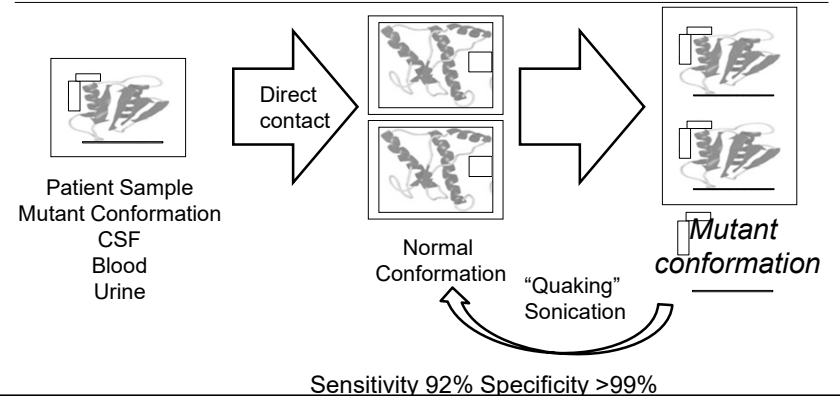 Patient Sample
Mutant Conformation
CSF
Blood
Urine
Direct
contact
Normal
Conformation
“Quaking”
Sonication
Mutant
conformation
Sensitivity 92% Specificity >99%